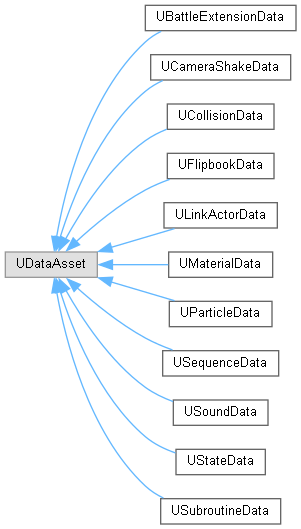 UBattleExtensionData
UCameraShakeData
UCollisionData
UFlipbookData
ULinkActorData
UDataAsset
UMaterialData
UParticleData
USequenceData
USoundData
UStateData
USubroutineData